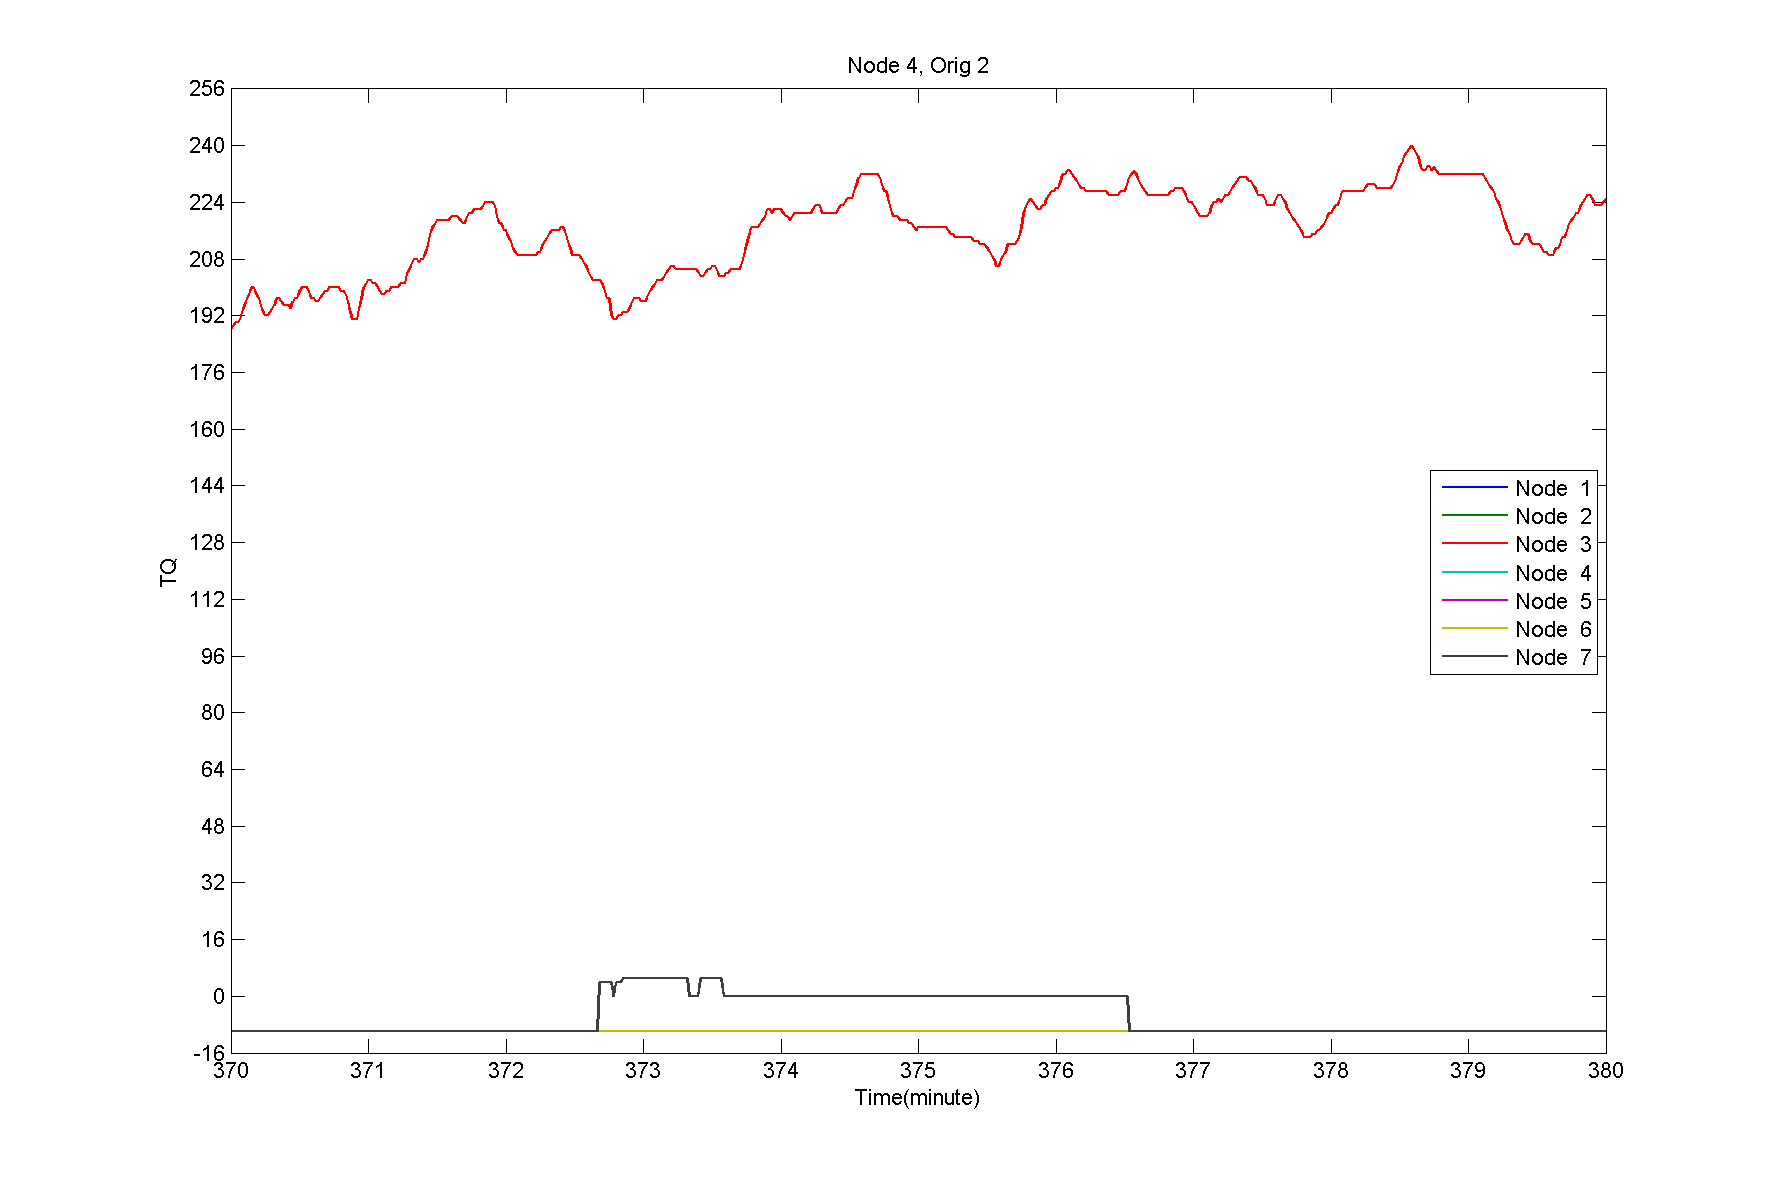 Node 4, Orig 2
256
240
224
208
192
176
160
144
128
112
96
80
64
48
32
16
0
-16
TQ
370 371 372 373 374 375 376 377 378 379 380
Time(minute)
Node 1
Node 2
Node 3
Node 4
Node 5
Node 6
Node 7